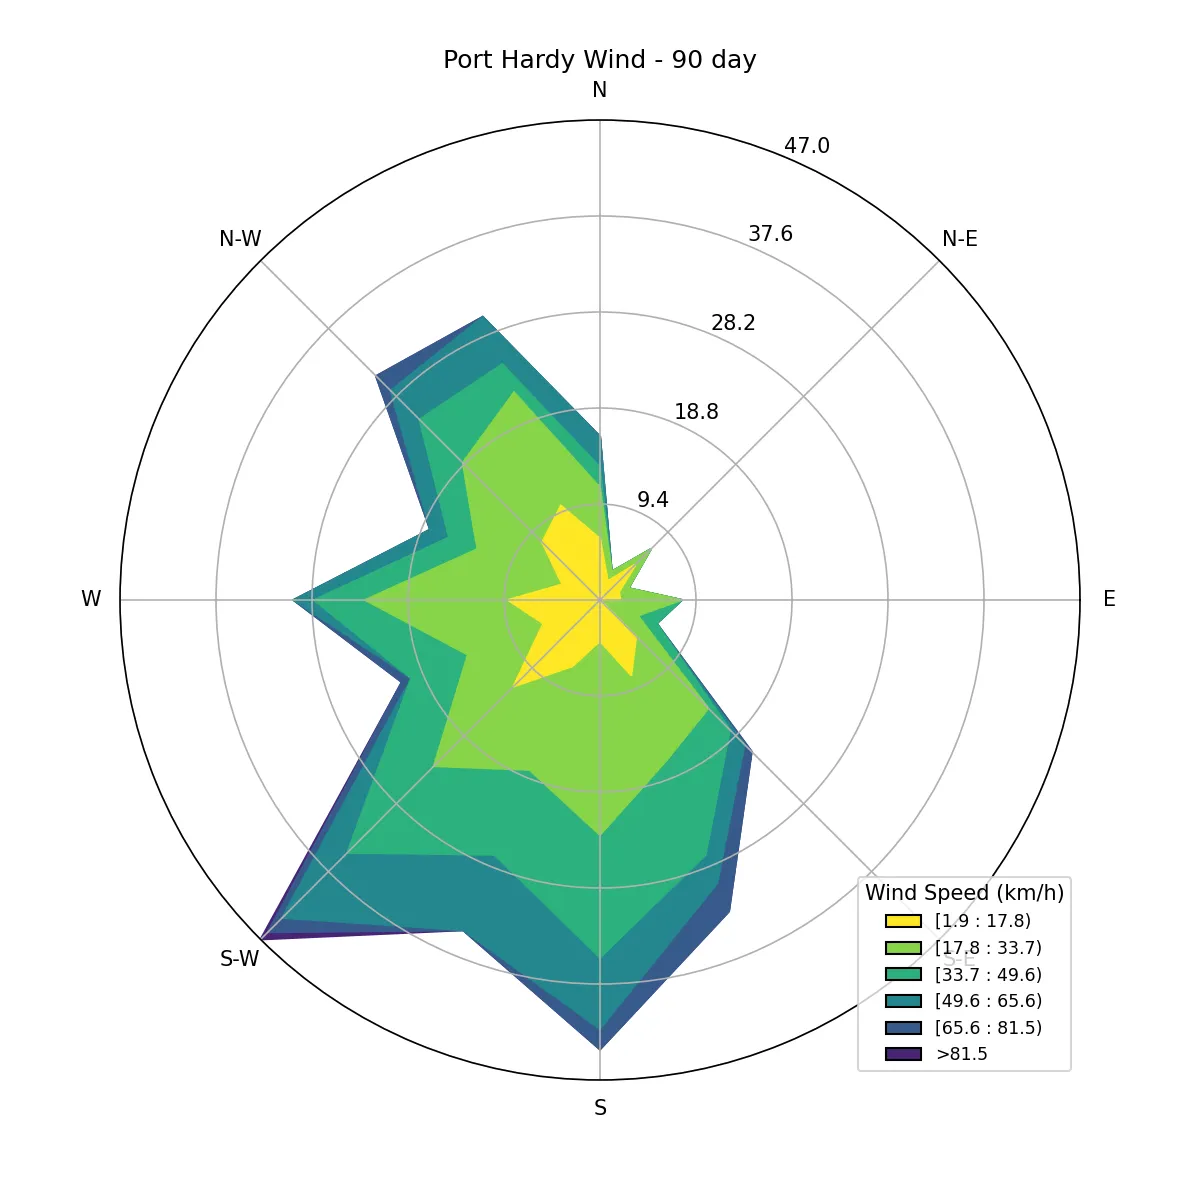 Port Hardy Wind - 90 day
N
47.0
N-W
37.6
N-E
28.2
18.8
9.4
W
E
S-W
S-E
S
Wind Speed (km/h)
[1.9 : 17.8)
[17.8 : 33.7)
[33.7 : 49.6)
[49.6 : 65.6)
[65.6 : 81.5)
>81.5